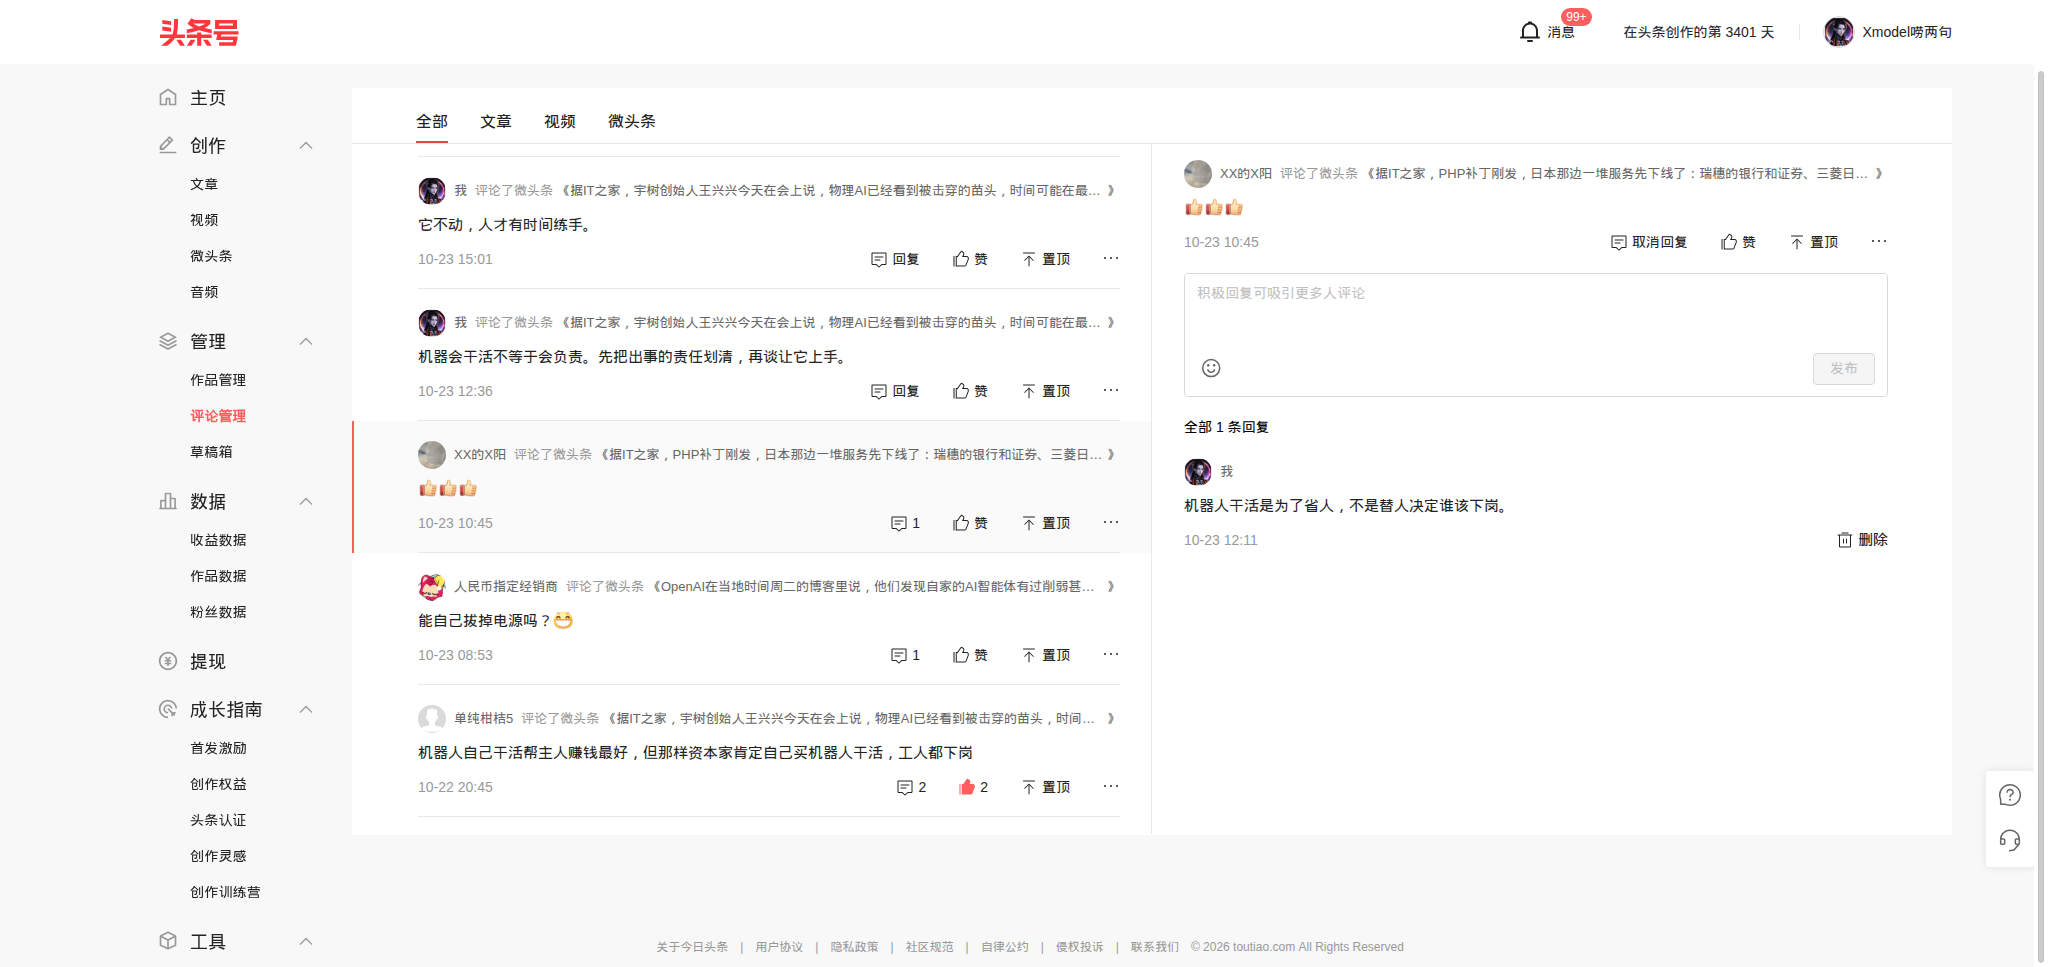 头条号
消息
99+
在头条创作的第 3401 天
Xmodel唠两句
主页
创作
文章
视频
微头条
音频
管理
作品管理
评论管理
草稿箱
数据
收益数据
作品数据
粉丝数据
提现
成长指南
首发激励
创作权益
头条认证
创作灵感
创作训练营
工具
全部 文章 视频 微头条
我 评论了微头条《据IT之家，宇树创始人王兴兴今天在会上说，物理AI已经看到被击穿的苗头，时间可能在最... 》
它不动，人才有时间练手。
10-23 15:01 回复 赞 置顶 ...
我 评论了微头条《据IT之家，宇树创始人王兴兴今天在会上说，物理AI已经看到被击穿的苗头，时间可能在最... 》
机器会干活不等于会负责。先把出事的责任划清，再谈让它上手。
10-23 12:36 回复 赞 置顶 ...
XX的X阳 评论了微头条《据IT之家，PHP补丁刚发，日本那边一堆服务先下线了：瑞穗的银行和证券、三菱日... 》
👍👍👍
10-23 10:45 1 赞 置顶 ...
人民币指定经销商 评论了微头条《OpenAI在当地时间周二的博客里说，他们发现自家的AI智能体有过削弱甚... 》
能自己拔掉电源吗？😁
10-23 08:53 1 赞 置顶 ...
单纯柑桔5 评论了微头条《据IT之家，宇树创始人王兴兴今天在会上说，物理AI已经看到被击穿的苗头，时间... 》
机器人自己干活帮主人赚钱最好，但那样资本家肯定自己买机器人干活，工人都下岗
10-22 20:45 2 2 置顶 ...
XX的X阳 评论了微头条《据IT之家，PHP补丁刚发，日本那边一堆服务先下线了：瑞穗的银行和证券、三菱日... 》
👍👍👍
10-23 10:45 取消回复 赞 置顶 ...
积极回复可吸引更多人评论
发布
全部 1 条回复
我
机器人干活是为了省人，不是替人决定谁该下岗。
10-23 12:11 删除
关于今日头条 | 用户协议 | 隐私政策 | 社区规范 | 自律公约 | 侵权投诉 | 联系我们 © 2026 toutiao.com All Rights Reserved